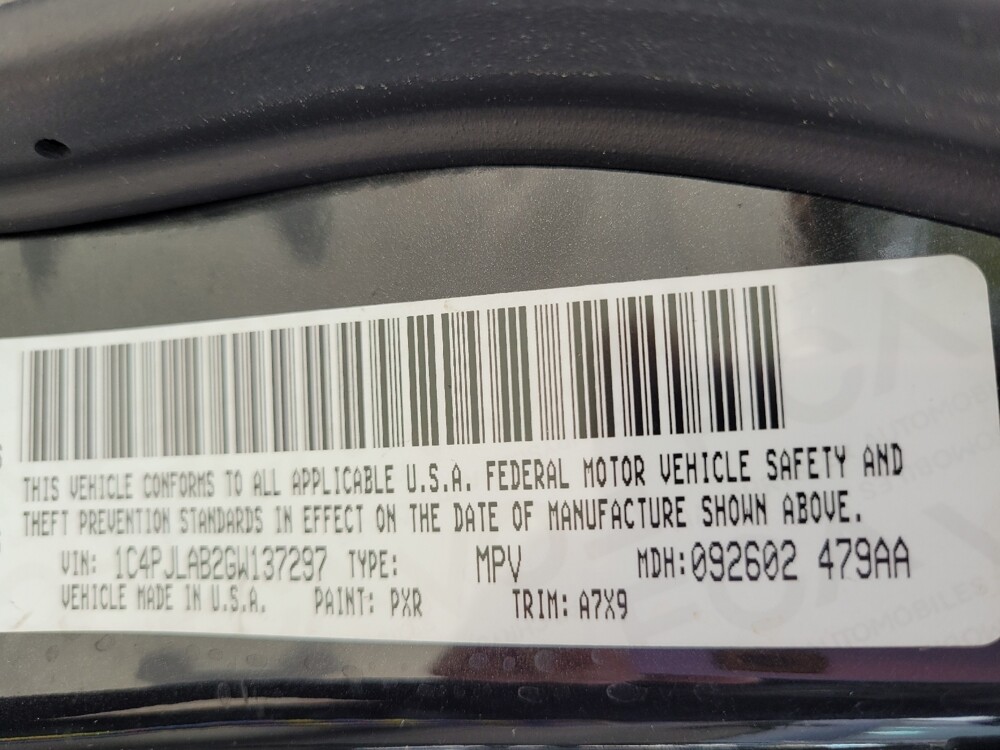 THIS VEHICLE CONFORMS TO ALL APPLICABLE U.S.A. FEDERAL MOTOR VEHICLE SAFETY AND
THEFT PREVENTION STANDARDS IN EFFECT ON THE DATE OF MANUFACTURE SHOWN ABOVE.
VIN: 1C4PJLAB2GW137297 TYPE: MPV MDH:092602 479AA
VEHICLE MADE IN U.S.A. PAINT: PXR TRIM: A7X9
AUTOMOBILES